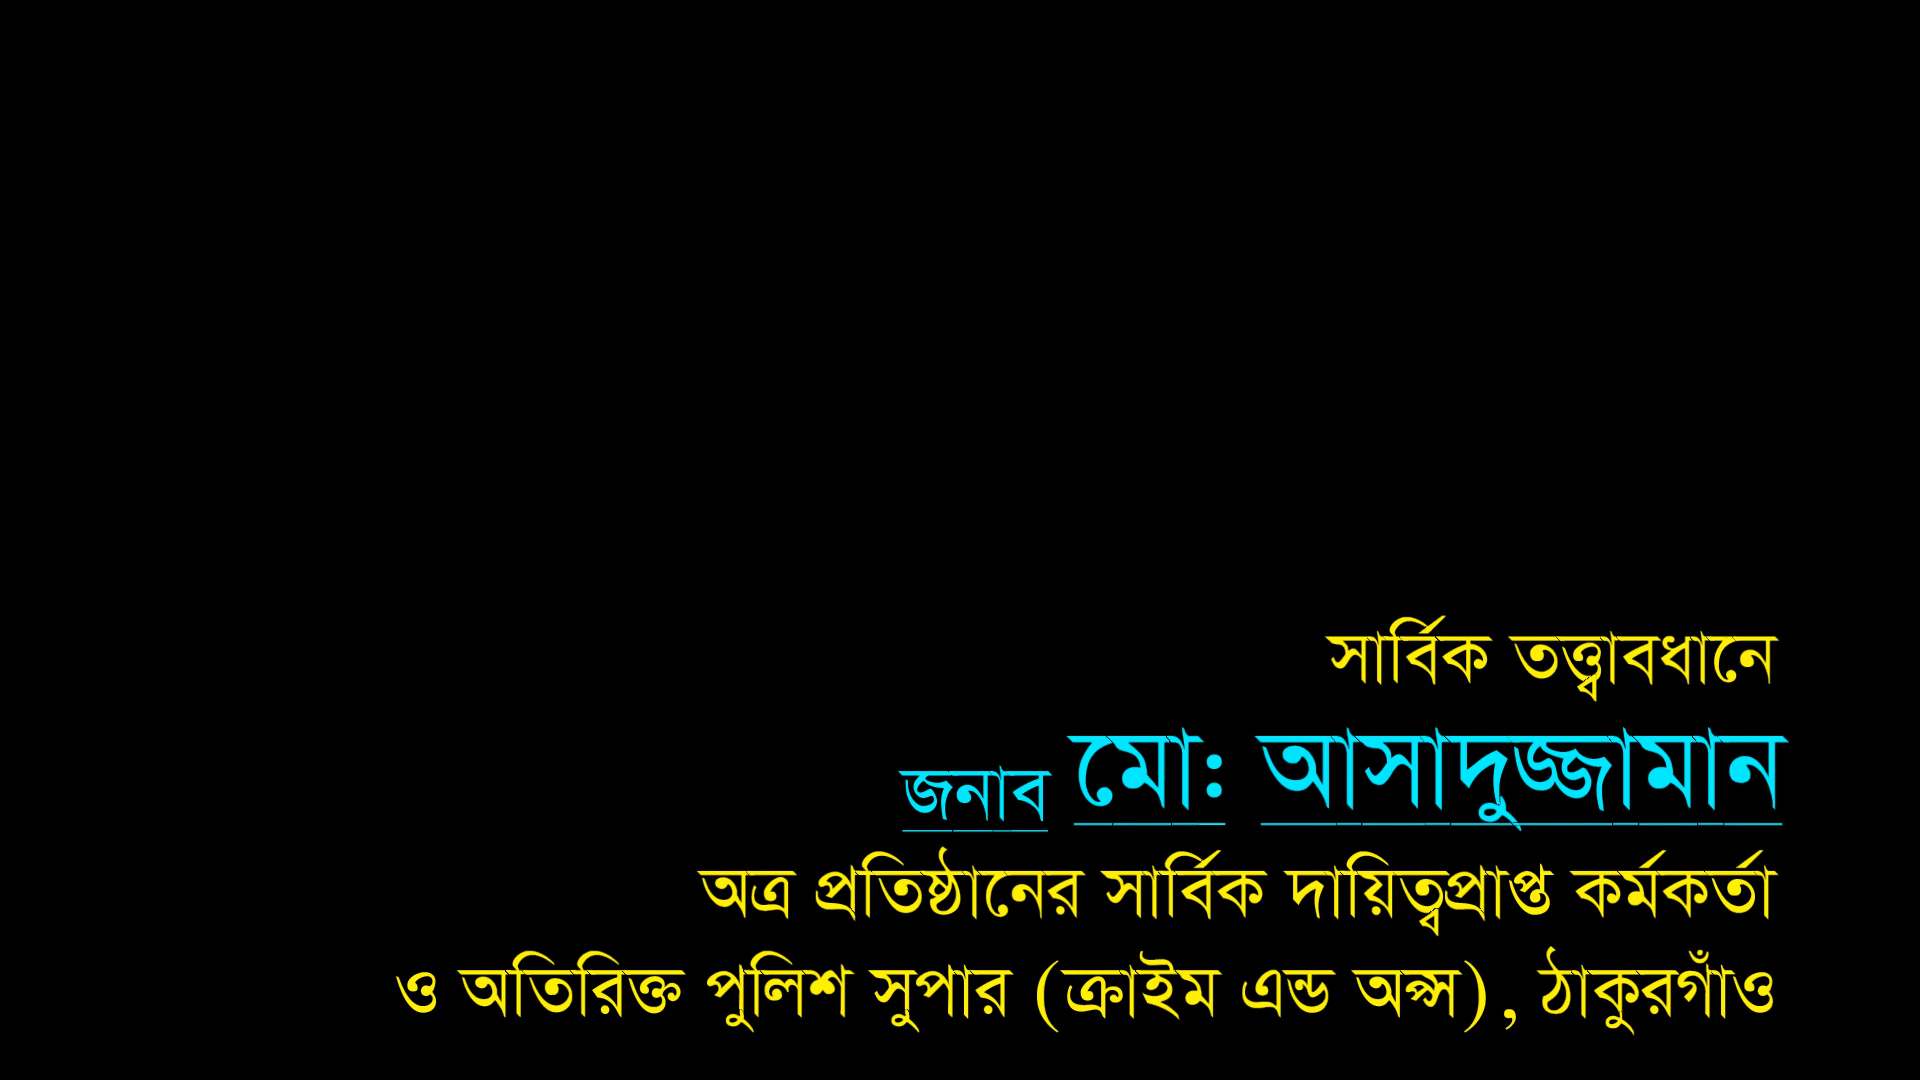 সার্বিক তত্ত্বাবধানে
জনাব মো: আসাদুজ্জামান
অত্র প্রতিষ্ঠানের সার্বিক দায়িত্বপ্রাপ্ত কর্মকর্তা
ও অতিরিক্ত পুলিশ সুপার (ক্রাইম এন্ড অপ্স), ঠাকুরগাঁও